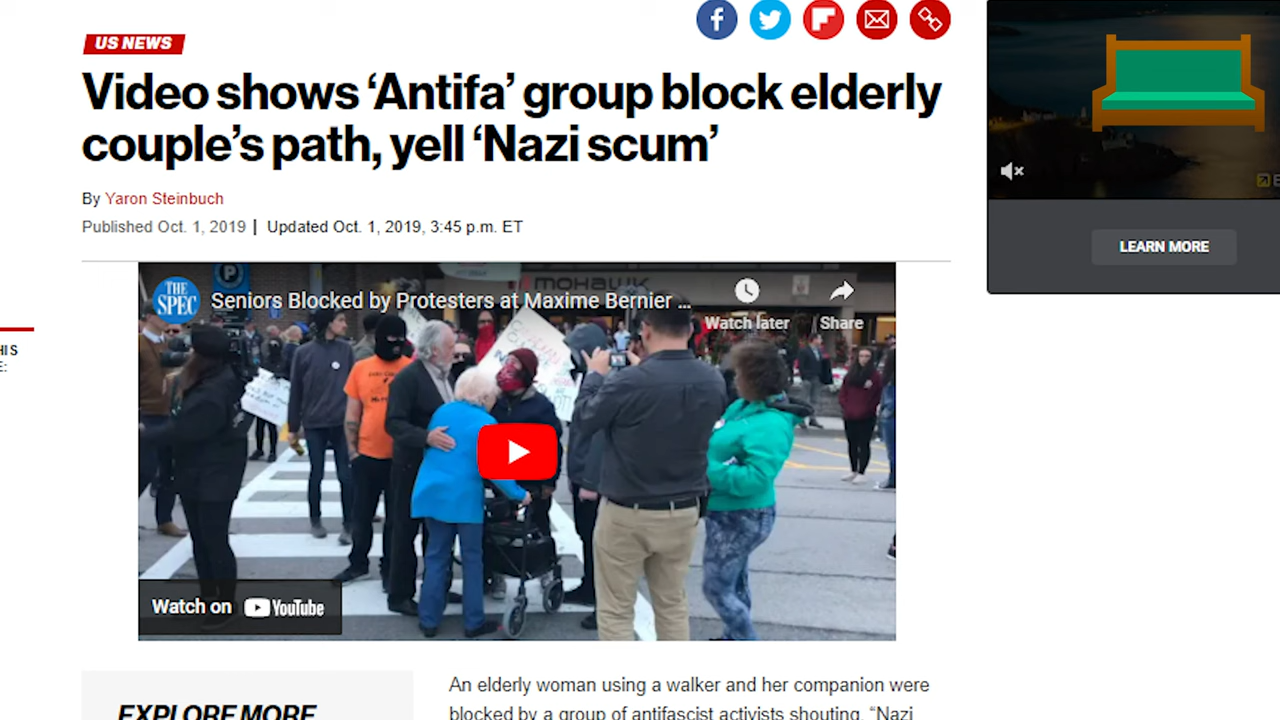 US NEWS
Video shows ‘Antifa’ group block elderly
couple’s path, yell ‘Nazi scum’
By Yaron Steinbuch
Published Oct. 1, 2019 | Updated Oct. 1, 2019, 3:45 p.m. ET
THE
SPEC
Seniors Blocked by Protesters at Maxime Bernier ...
Watch later
Share
P
MOHAWK
Watch on YouTube
LEARN MORE
EXPLORE MORE
An elderly woman using a walker and her companion were
blocked by a group of antifascist activists shouting, “Nazi